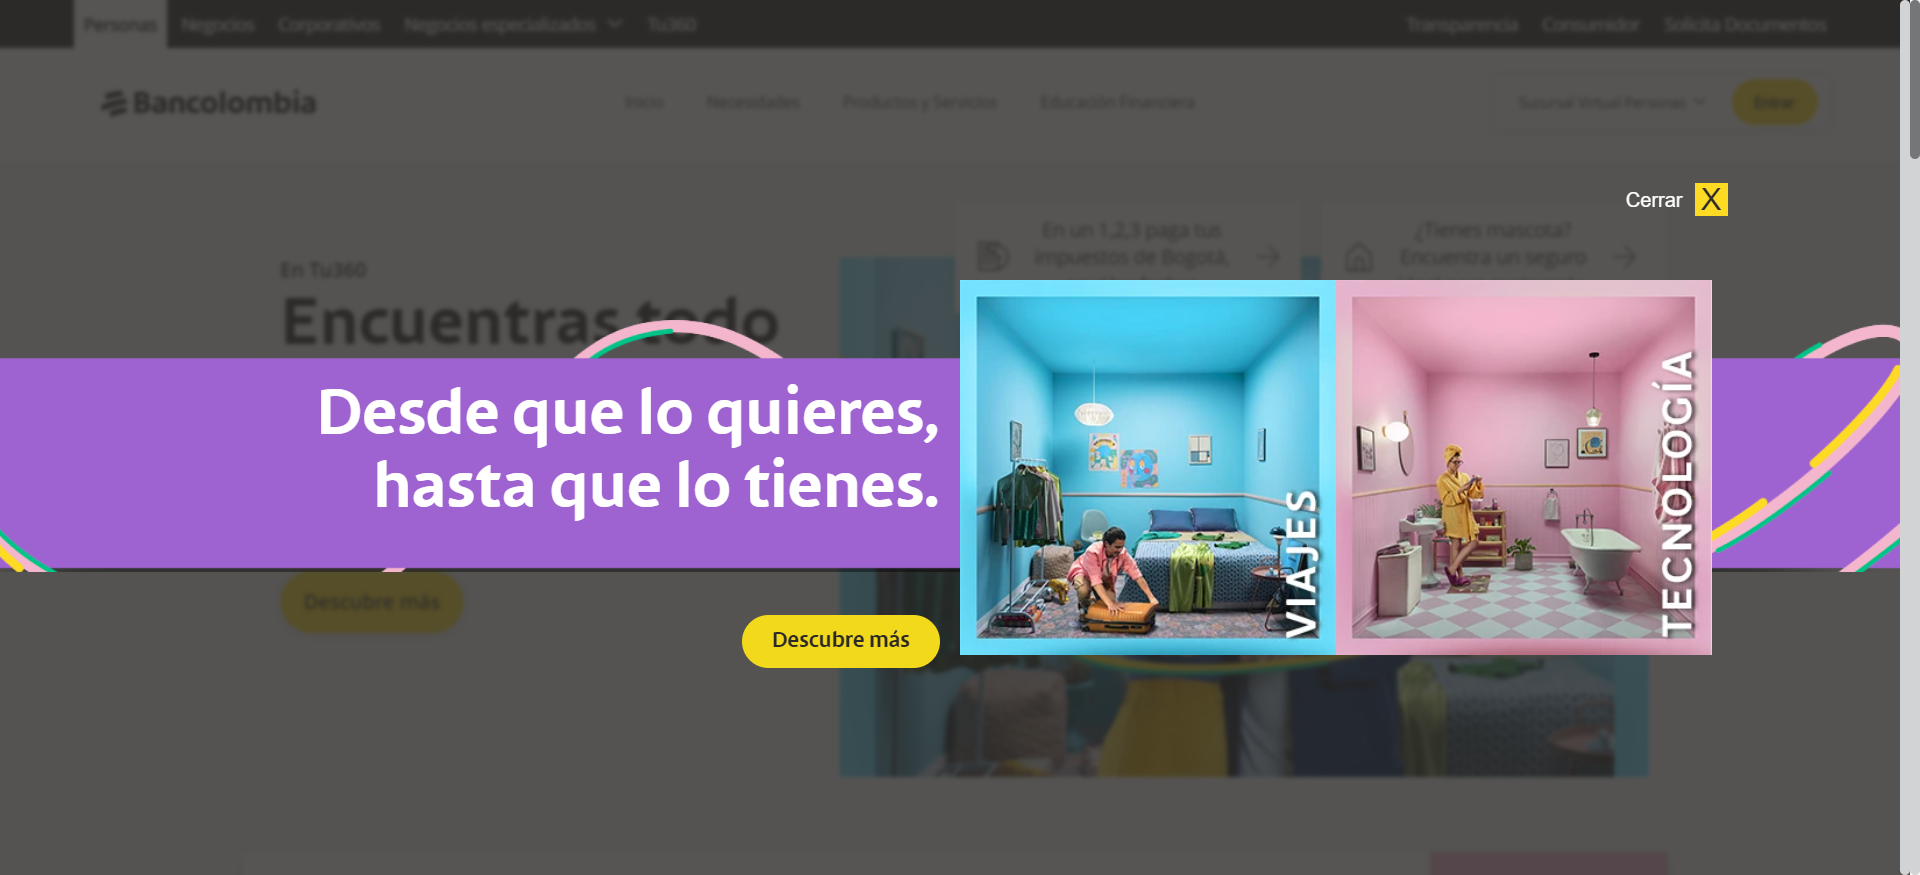 Personas Negocios Corporativos Negocios especializados Tu360 Transparencia Consumidor Solicita Documentos
Bancolombia Inicio Necesidades Productos y Servicios Educación Financiera Sucursal Virtual Personas Entrar
Cerrar X
En un 1,2,3 paga tus
impuestos de Bogotá,
¿Tienes mascota?
Encuentra un seguro
En Tu360
Encuentras todo
Desde que lo quieres,
hasta que lo tienes.
VIAJES
TECNOLOGÍA
Descubre más
Descubre más